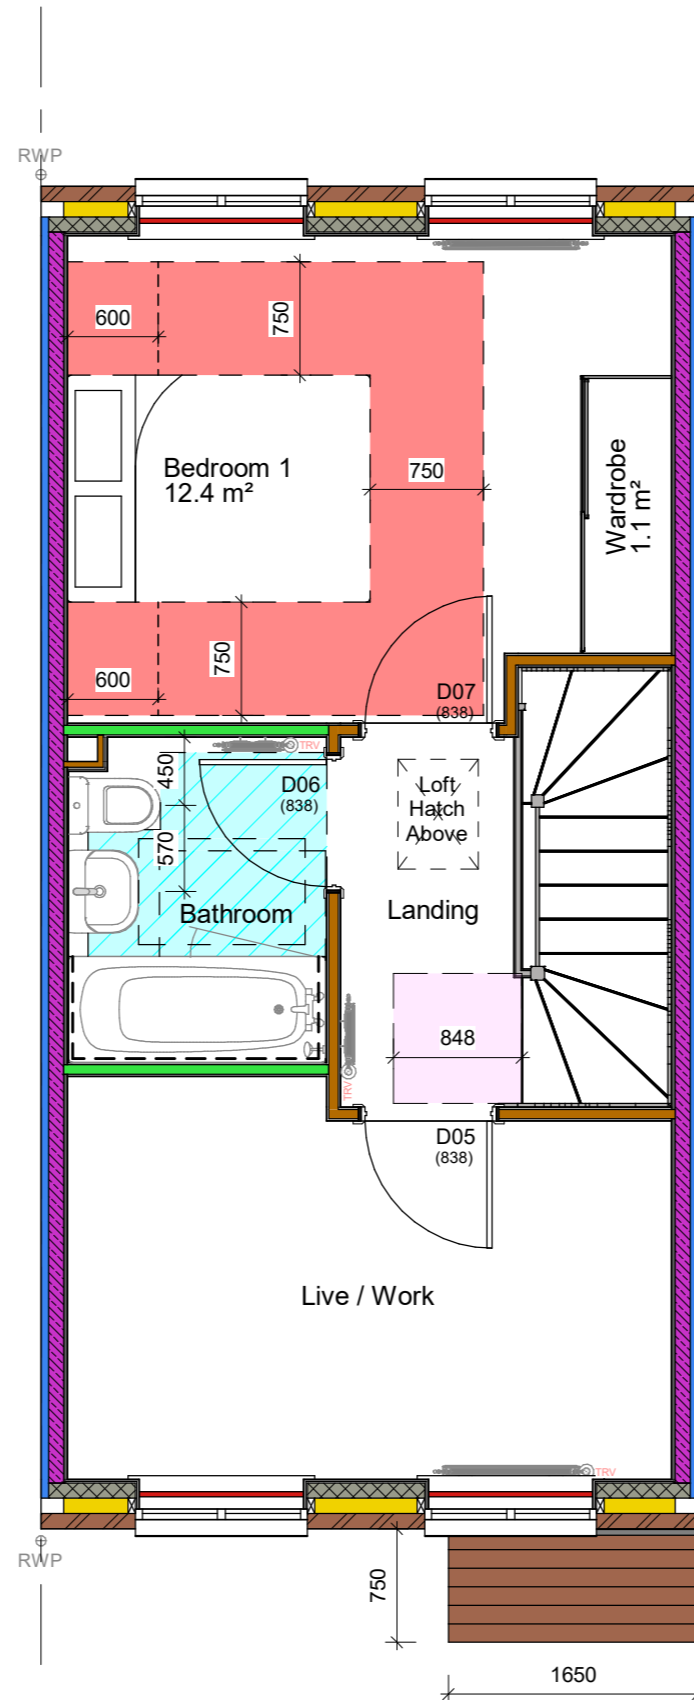 RWP
600
750
Bedroom 1
12.4 m²
750
Wardrobe
1.1 m²
750
600
D07
(838)
TRV
450
D06
(838)
Loft
Hatch
Above
570
Bathroom
Landing
848
TRV
D05
(838)
Live / Work
TRV
RWP
750
1650